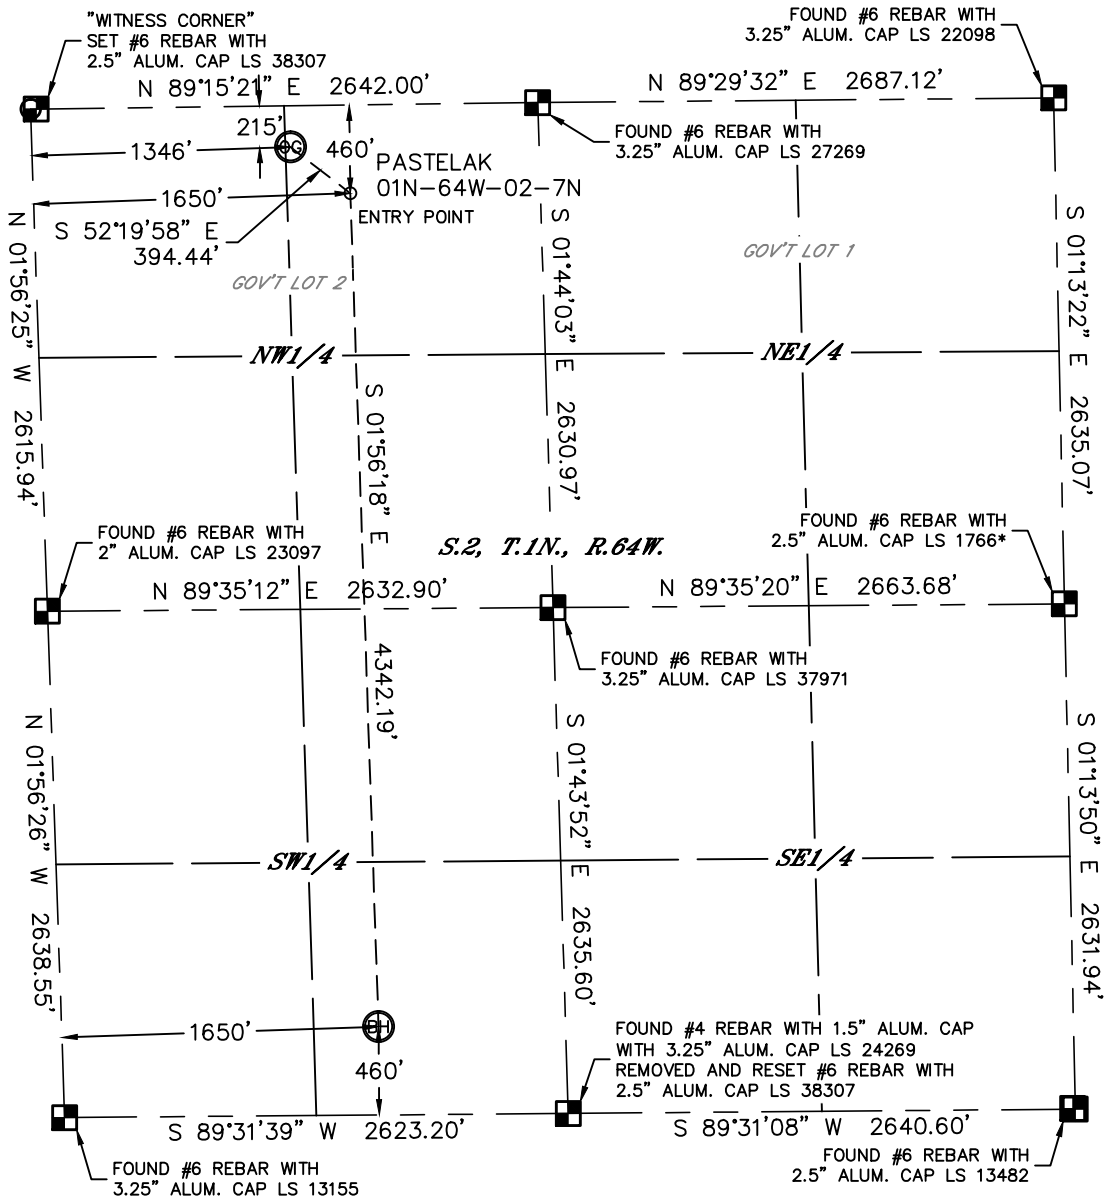 "WITNESS CORNER"
SET #6 REBAR WITH
2.5" ALUM. CAP LS 38307
FOUND #6 REBAR WITH
3.25" ALUM. CAP LS 22098
N 89°15'21" E 2642.00'
N 89°29'32" E 2687.12'
FOUND #6 REBAR WITH
3.25" ALUM. CAP LS 27269
215'
1346'
460'
PASTELAK
01N-64W-02-7N
1650'
ENTRY POINT
S 52°19'58" E
394.44'
GOV'T LOT 2
GOV'T LOT 1
N 01°56'25" W 2615.94'
S 01°44'03" E 2630.97'
S 01°13'22" E 2635.07'
NW1/4
NE1/4
S 01°56'18" E 4342.19'
FOUND #6 REBAR WITH
2" ALUM. CAP LS 23097
S.2, T.1N., R.64W.
FOUND #6 REBAR WITH
2.5" ALUM. CAP LS 1766*
N 89°35'12" E 2632.90'
N 89°35'20" E 2663.68'
FOUND #6 REBAR WITH
3.25" ALUM. CAP LS 37971
N 01°56'26" W 2638.55'
S 01°43'52" E 2635.60'
S 01°13'50" E 2631.94'
SW1/4
SE1/4
1650'
BH
460'
FOUND #4 REBAR WITH 1.5" ALUM. CAP
WITH 3.25" ALUM. CAP LS 24269
REMOVED AND RESET #6 REBAR WITH
2.5" ALUM. CAP LS 38307
S 89°31'39" W 2623.20'
S 89°31'08" W 2640.60'
FOUND #6 REBAR WITH
3.25" ALUM. CAP LS 13155
FOUND #6 REBAR WITH
2.5" ALUM. CAP LS 13482